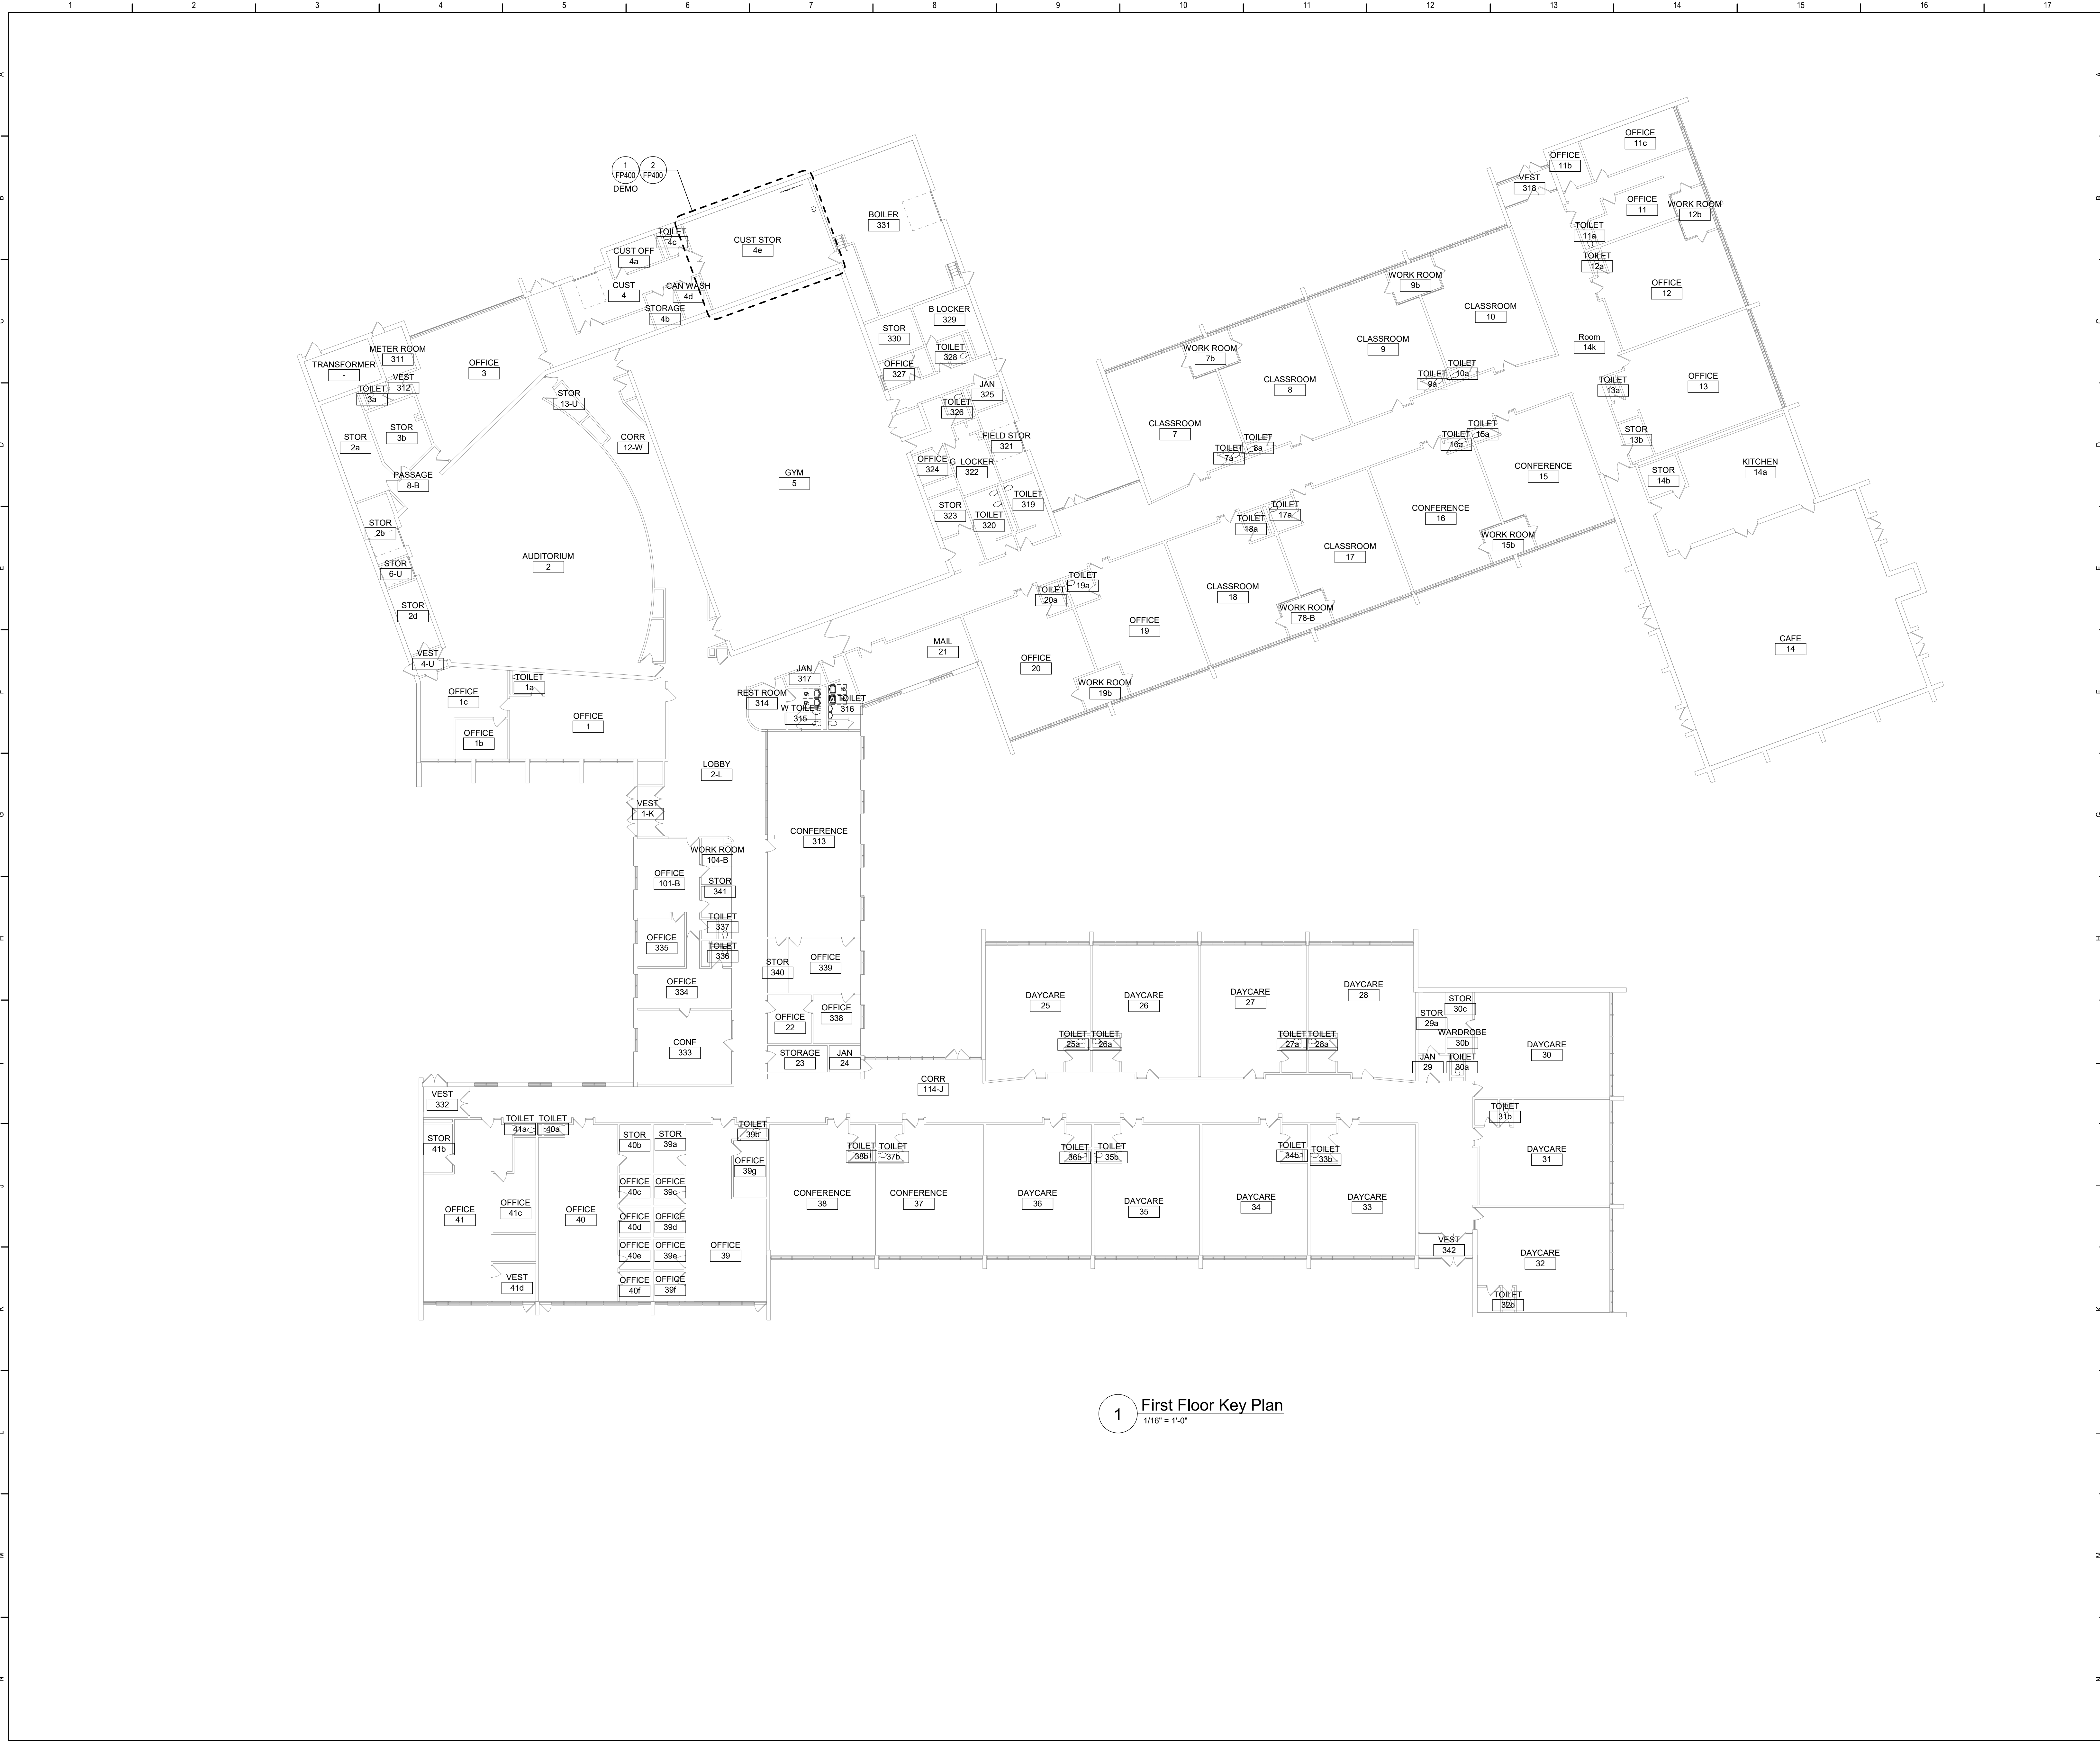 1 2 3 4 5 6 7 8 9 10 11 12 13 14 15 16 17
A
B
C
D
E
F
G
H
J
K
L
M
N
1 2
FP400 FP400
DEMO
OFFICE
11c
OFFICE
11b
VEST
318
OFFICE
11
WORK ROOM
12b
TOILET
11a
TOILET
12a
OFFICE
12
BOILER
331
TOILET
4c
CUST STOR
4e
CUST OFF
4a
CUST
4
CAN WASH
4d
STORAGE
4b
WORK ROOM
9b
CLASSROOM
10
B LOCKER
329
STOR
330
TOILET
328
OFFICE
327
CLASSROOM
9
Room
14k
WORK ROOM
7b
METER ROOM
311
TRANSFORMER
-
OFFICE
3
VEST
312
TOILET
3a
STOR
13-U
JAN
325
TOILET
326
CLASSROOM
8
TOILET
9a
TOILET
10a
TOILET
13a
OFFICE
13
STOR
2a
STOR
3b
CORR
12-W
CLASSROOM
7
TOILET
7a
TOILET
8a
TOILET
16a
TOILET
15a
STOR
13b
FIELD STOR
321
OFFICE
324
G LOCKER
322
PASSAGE
8-B
GYM
5
CONFERENCE
15
STOR
14b
KITCHEN
14a
TOILET
319
STOR
323
TOILET
320
STOR
2b
TOILET
18a
TOILET
17a
CONFERENCE
16
WORK ROOM
15b
AUDITORIUM
2
STOR
6-U
CLASSROOM
17
TOILET
19a
TOILET
20a
CLASSROOM
18
WORK ROOM
78-B
STOR
2d
OFFICE
19
MAIL
21
CAFE
14
VEST
4-U
OFFICE
20
JAN
317
TOILET
1a
OFFICE
1c
REST ROOM
314
W TOILET
315
M TOILET
316
WORK ROOM
19b
OFFICE
1
OFFICE
1b
LOBBY
2-L
VEST
1-K
CONFERENCE
313
WORK ROOM
104-B
OFFICE
101-B
STOR
341
TOILET
337
OFFICE
335
TOILET
336
OFFICE
334
STOR
340
OFFICE
339
OFFICE
22
OFFICE
338
CONF
333
STORAGE
23
JAN
24
CORR
114-J
DAYCARE
25
DAYCARE
26
DAYCARE
27
DAYCARE
28
STOR
30c
STOR
29a
WARDROBE
30b
TOILET
25a
TOILET
26a
TOILET
27a
TOILET
28a
JAN
29
TOILET
30a
DAYCARE
30
VEST
332
TOILET
41a
TOILET
40a
STOR
41b
STOR
40b
STOR
39a
TOILET
39b
OFFICE
39g
TOILET
38b
TOILET
37b
TOILET
36b
TOILET
35b
TOILET
34b
TOILET
33b
TOILET
31b
DAYCARE
31
OFFICE
40c
OFFICE
39c
OFFICE
41
OFFICE
41c
OFFICE
40
OFFICE
40d
OFFICE
39d
CONFERENCE
38
CONFERENCE
37
DAYCARE
36
DAYCARE
35
DAYCARE
34
DAYCARE
33
OFFICE
40e
OFFICE
39e
OFFICE
39
VEST
342
DAYCARE
32
VEST
41d
OFFICE
40f
OFFICE
39f
TOILET
32b
1
First Floor Key Plan
1/16" = 1'-0"